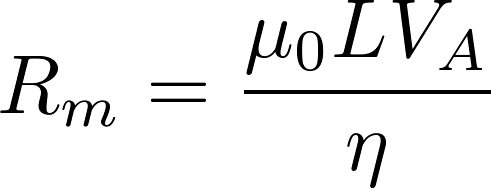 R_m = \frac{\mu_0 L V_A}{\eta}